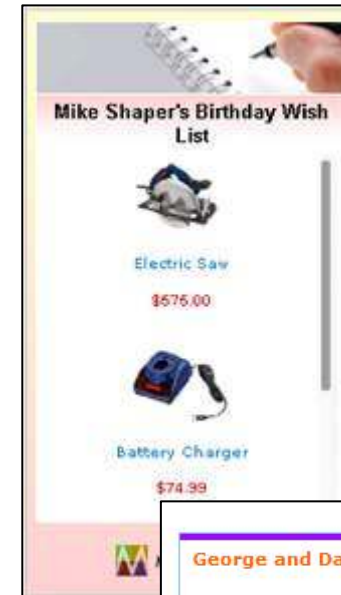 Mike Shaper's Birthday Wish
List
Electric Saw
$575.00
Battery Charger
$74.99
George and Da